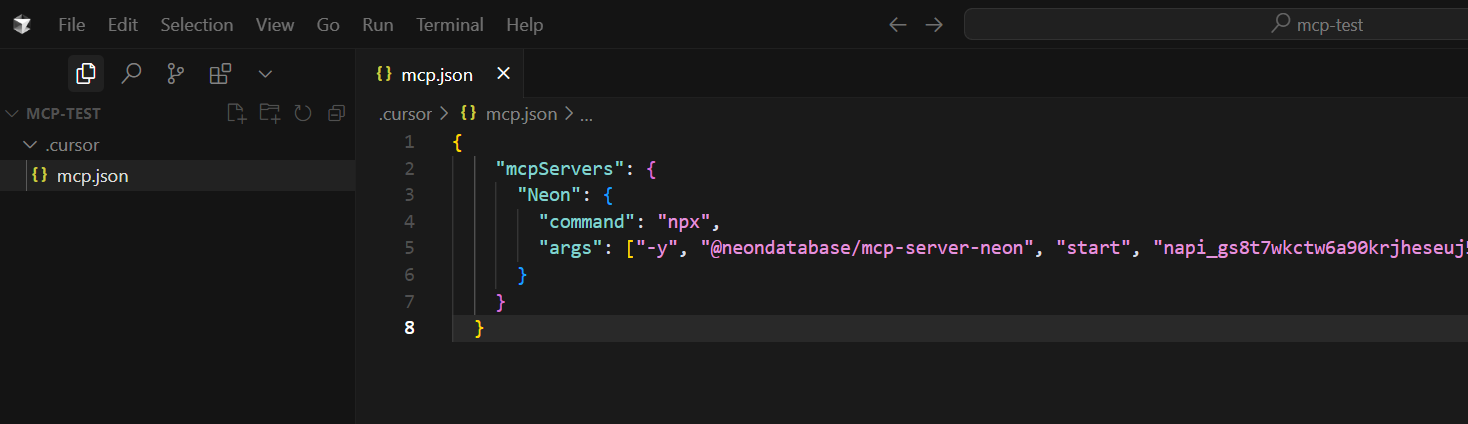 File Edit Selection View Go Run Terminal Help mcp-test
mcp.json
MCP-TEST
.cursor > mcp.json > ...
.cursor
mcp.json
1 {
2 "mcpServers": {
3 "Neon": {
4 "command": "npx",
5 "args": ["-y", "@neondatabase/mcp-server-neon", "start", "napi_gs8t7wkctw6a90krjheseuj
6 }
7 }
8 }